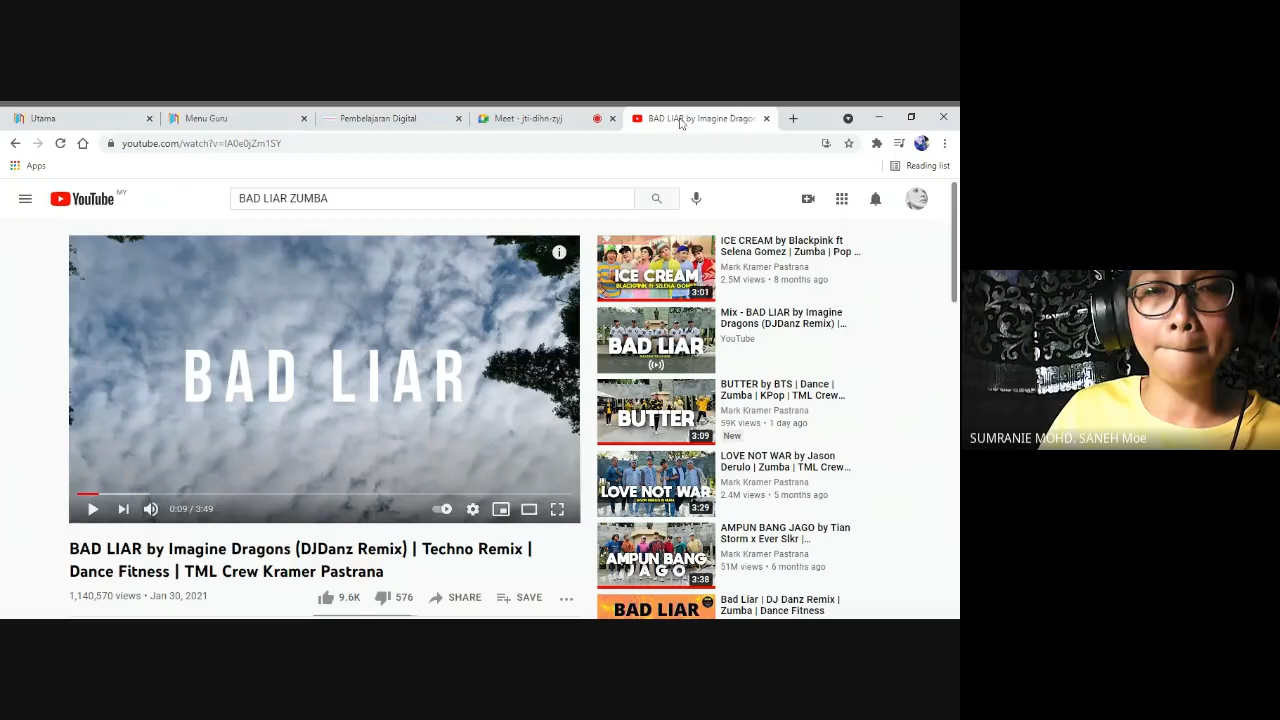 Utama
Menu Guru
Pembelajaran Digital
Meet - jti-dihn-zyj
BAD LIAR by Imagine Drago
youtube.com/watch?v=IA0e0jZm1SY
Apps
Reading list
YouTube MY
BAD LIAR ZUMBA
BAD LIAR
0:09 / 3:49
BAD LIAR by Imagine Dragons (DJDanz Remix) | Techno Remix |
Dance Fitness | TML Crew Kramer Pastrana
1,140,570 views • Jan 30, 2021
9.6K
576
SHARE
SAVE
ICE CREAM
BLACKPINK ft SELENA GOMEZ
3:01
ICE CREAM by Blackpink ft
Selena Gomez | Zumba | Pop ...
Mark Kramer Pastrana
2.5M views • 8 months ago
BAD LIAR
Mix - BAD LIAR by Imagine
Dragons (DJDanz Remix) |...
YouTube
BUTTER
3:09
BUTTER by BTS | Dance |
Zumba | KPop | TML Crew...
Mark Kramer Pastrana
59K views • 1 day ago
New
LOVE NOT WAR
3:29
LOVE NOT WAR by Jason
Derulo | Zumba | TML Crew...
Mark Kramer Pastrana
2.4M views • 5 months ago
AMPUN BANG
JAGO
3:38
AMPUN BANG JAGO by Tian
Storm x Ever Slkr |...
Mark Kramer Pastrana
51M views • 6 months ago
BAD LIAR
Bad Liar | DJ Danz Remix |
Zumba | Dance Fitness
SUMRANIE MOHD. SANEH Moe